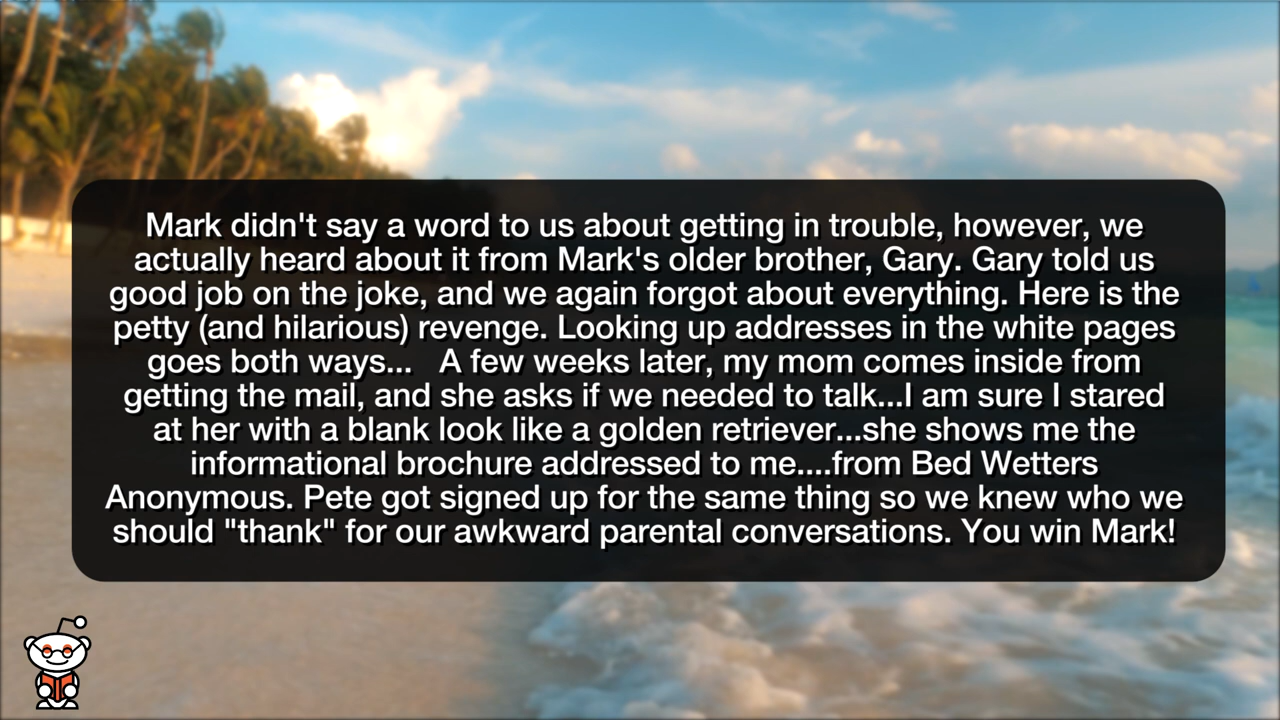 Mark didn't say a word to us about getting in trouble, however, we
actually heard about it from Mark's older brother, Gary. Gary told us
good job on the joke, and we again forgot about everything. Here is the
petty (and hilarious) revenge. Looking up addresses in the white pages
goes both ways...   A few weeks later, my mom comes inside from
getting the mail, and she asks if we needed to talk...I am sure I stared
at her with a blank look like a golden retriever...she shows me the
informational brochure addressed to me....from Bed Wetters
Anonymous. Pete got signed up for the same thing so we knew who we
should "thank" for our awkward parental conversations. You win Mark!